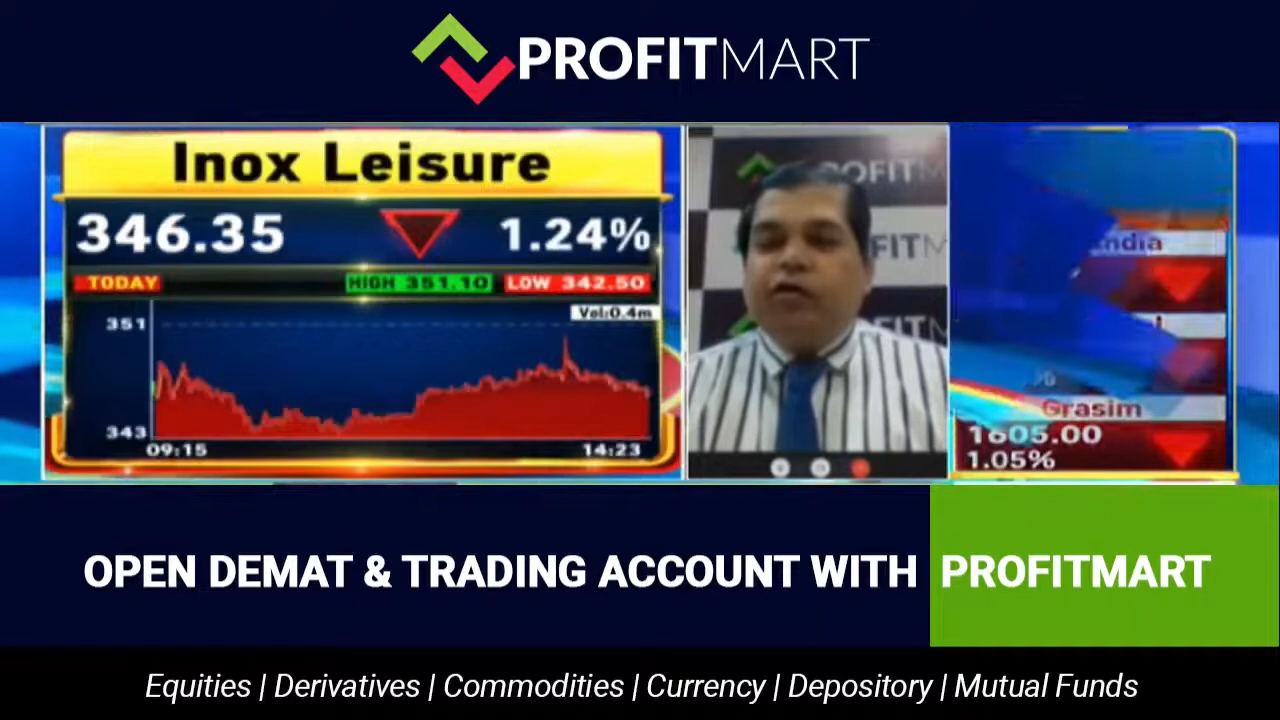 PROFITMART
Inox Leisure
346.35 1.24%
TODAY HIGH 351.10 LOW 342.50
Vol:0.4m
351
343
09:15 14:23
Grasim
1605.00
1.05%
OPEN DEMAT & TRADING ACCOUNT WITH PROFITMART
Equities | Derivatives | Commodities | Currency | Depository | Mutual Funds